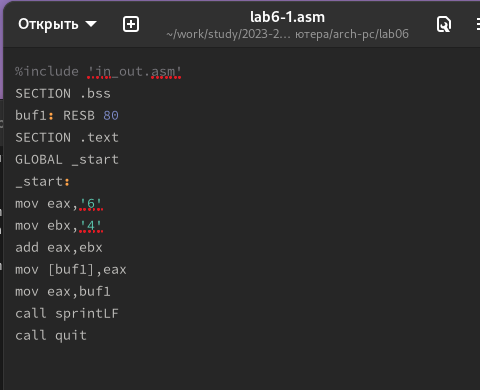 Открыть
lab6-1.asm
~/work/study/2023-2… ютера/arch-pc/lab06
%include 'in_out.asm'
SECTION .bss
buf1: RESB 80
SECTION .text
GLOBAL _start
_start:
mov eax,'6'
mov ebx,'4'
add eax,ebx
mov [buf1],eax
mov eax,buf1
call sprintLF
call quit